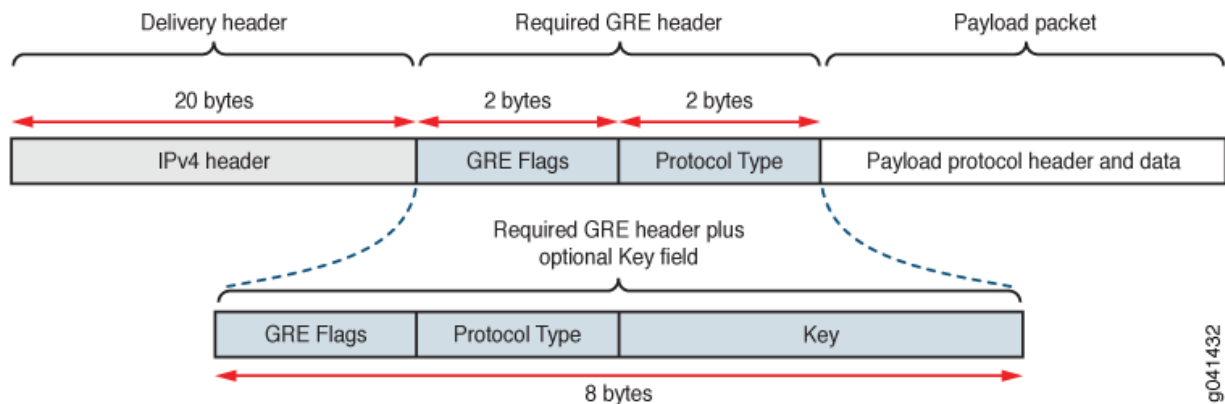 Delivery header
Required GRE header
Payload packet
20 bytes
2 bytes
2 bytes
IPv4 header
GRE Flags
Protocol Type
Payload protocol header and data
Required GRE header plus
optional Key field
GRE Flags
Protocol Type
Key
8 bytes
g041432